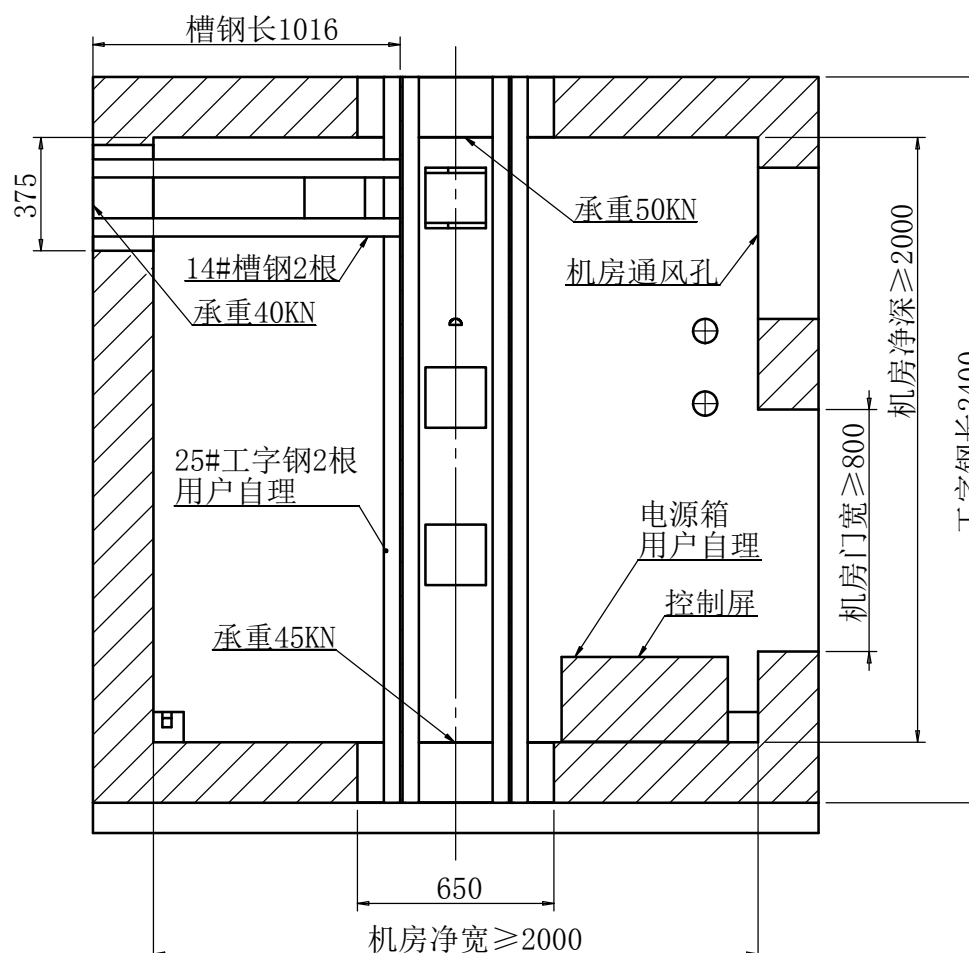 槽钢长1016
375
承重50KN
14#槽钢2根
机房通风孔
承重40KN
机房净深≥2000
25#工字钢2根
用户自理
机房门宽≥800
电源箱
用户自理
控制屏
承重45KN
650
机房净宽≥2000